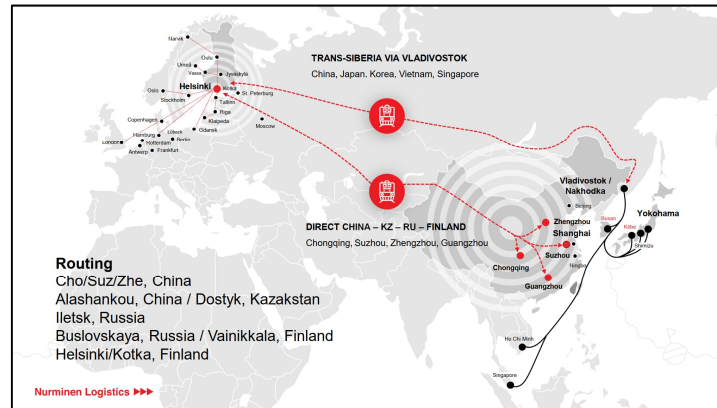 Narvik
Oulu
Umeå
Vaasa
Jyväskylä
Helsinki
Kotka
Oslo
Stockholm
St. Peterburg
Tallinn
Riga
Klaipeda
Copenhagen
Gdansk
Moscow
Hamburg
Lübeck
London
Rotterdam
Berlin
Antwerp
Frankfurt
TRANS-SIBERIA VIA VLADIVOSTOK
China, Japan. Korea, Vietnam, Singapore
DIRECT CHINA – KZ – RU – FINLAND
Chongqing, Suzhou, Zhengzhou, Guangzhou
Vladivostok /
Nakhodka
Beijing
Zhengzhou
Busan
Yokohama
Kobe
Shimizu
Shanghai
Suzhou
Ningbo
Chongqing
Guangzhou
Ho Chi Minh
Singapore
Routing
Cho/Suz/Zhe, China
Alashankou, China / Dostyk, Kazakstan
Iletsk, Russia
Buslovskaya, Russia / Vainikkala, Finland
Helsinki/Kotka, Finland
Nurminen Logistics